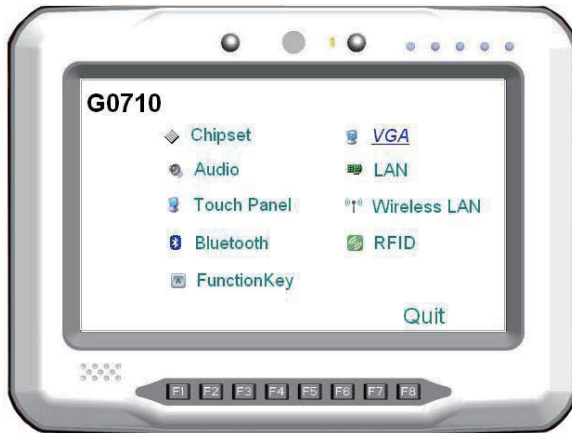 G0710
Chipset
VGA
Audio
LAN
Touch Panel
Wireless LAN
Bluetooth
RFID
FunctionKey
Quit
F1 F2 F3 F4 F5 F6 F7 F8